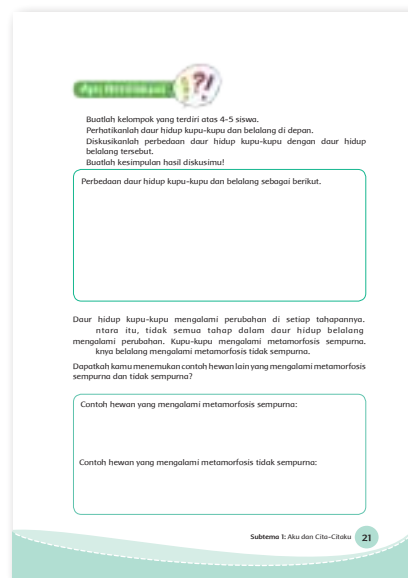 ?!
Buatlah kelompok yang terdiri atas 4-5 siswa.
Perhatikanlah daur hidup kupu-kupu dan belalang di depan.
Diskusikanlah perbedaan daur hidup kupu-kupu dengan daur hidup
belalang tersebut.
Buatlah kesimpulan hasil diskusimu!
Perbedaan daur hidup kupu-kupu dan belalang sebagai berikut.
Daur hidup kupu-kupu mengalami perubahan di setiap tahapannya.
ntara itu, tidak semua tahap dalam daur hidup belalang
mengalami perubahan. Kupu-kupu mengalami metamorfosis sempurna.
knya belalang mengalami metamorfosis tidak sempurna.
Dapatkah kamu menemukan contoh hewan lain yang mengalami metamorfosis
sempurna dan tidak sempurna?
Contoh hewan yang mengalami metamorfosis sempurna:
Contoh hewan yang mengalami metamorfosis tidak sempurna:
Subtema 1: Aku dan Cita-Citaku 21